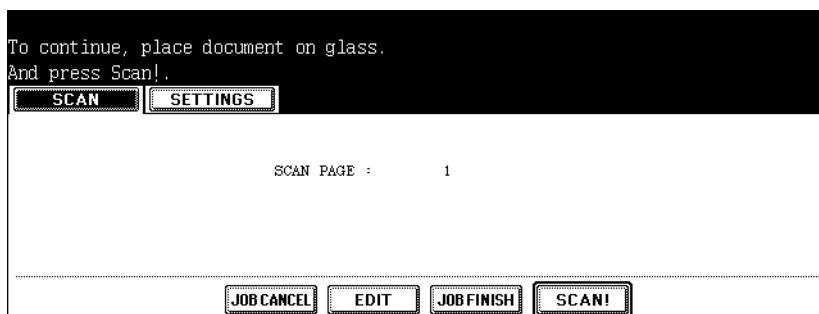 To continue, place document on glass.
And press Scan!.
SCAN SETTINGS
SCAN PAGE : 1
JOB CANCEL EDIT JOB FINISH SCAN!